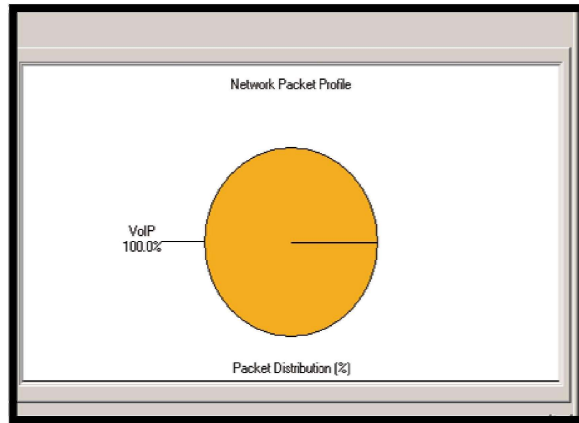 Network Packet Profile
VoIP
100.0%
Packet Distribution (%)